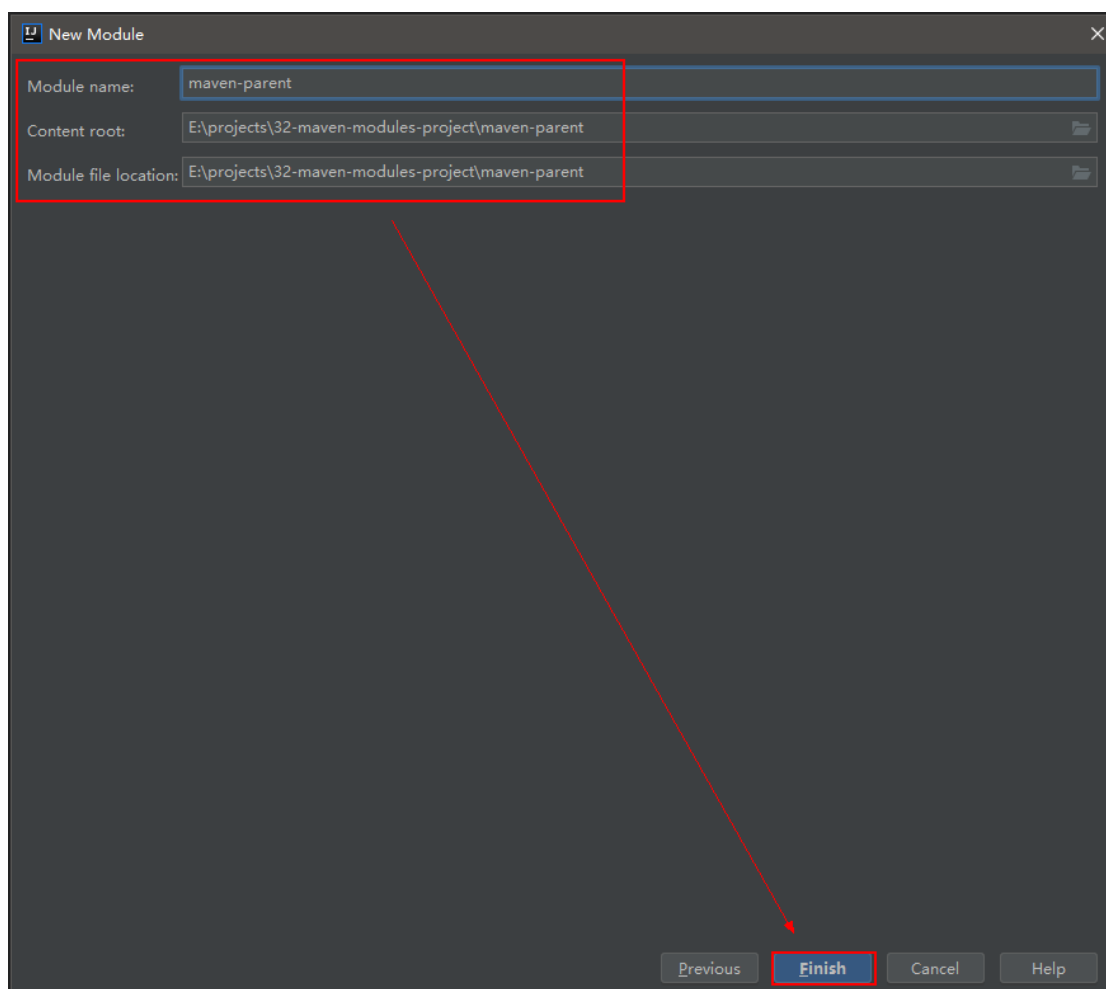 New Module
Module name: maven-parent
Content root: E:\projects\32-maven-modules-project\maven-parent
Module file location: E:\projects\32-maven-modules-project\maven-parent
Previous Finish Cancel Help